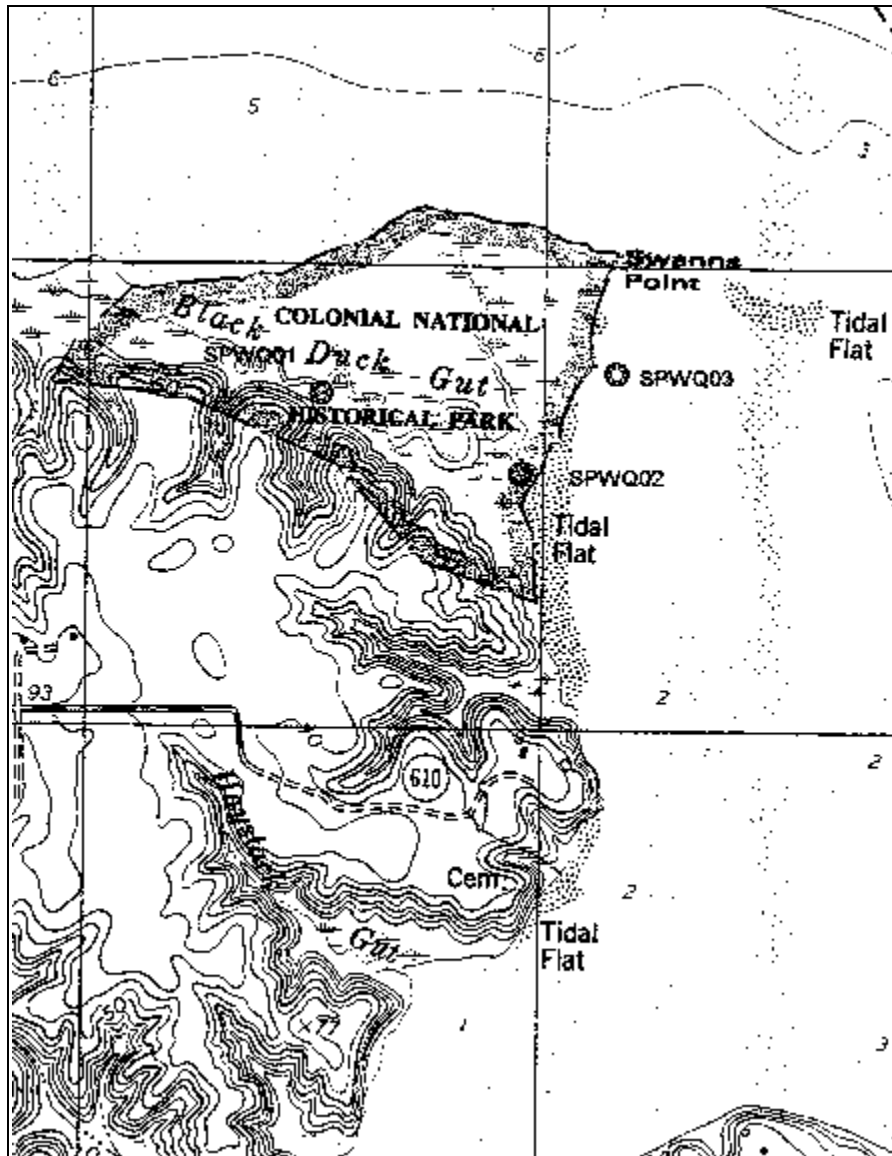 6
6
5
3
Swanns
Point
Tidal
Flat
Black
COLONIAL NATIONAL
SPWQ01
Duck
Gut
SPWQ03
HISTORICAL PARK
SPWQ02
Tidal
Flat
93
2
2
610
Cem
2
Gut
Tidal
Flat
1
×77
3